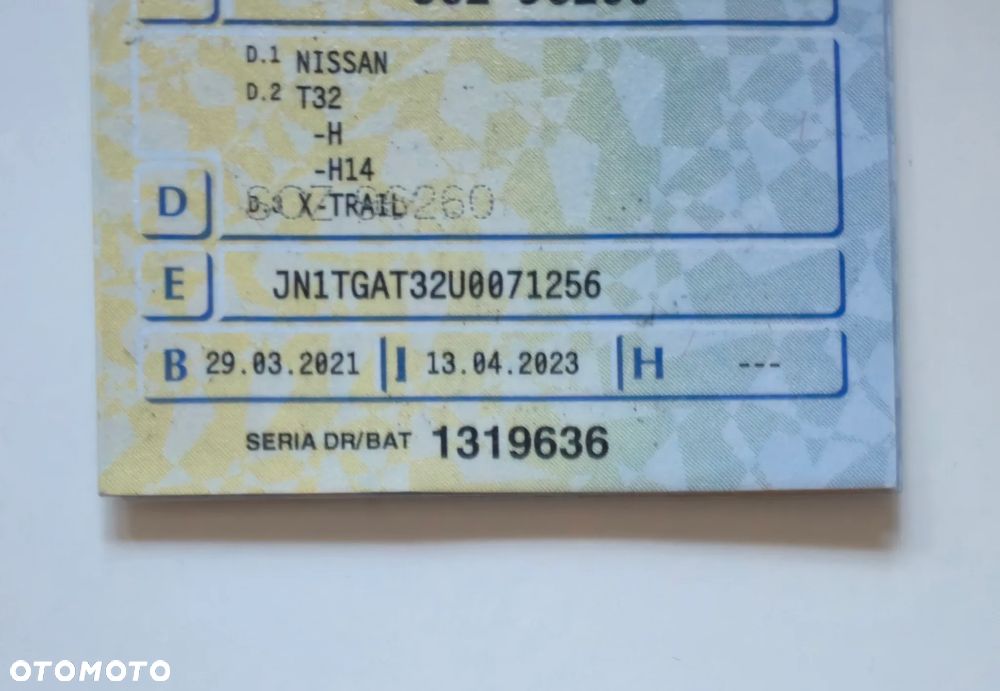 D.1 NISSAN
D.2 T32
-H
-H14
D D.3 X-TRAIL
E JN1TGAT32U0071256
B 29.03.2021 I 13.04.2023 H ---
SERIA DR/BAT 1319636
OTOMOTO